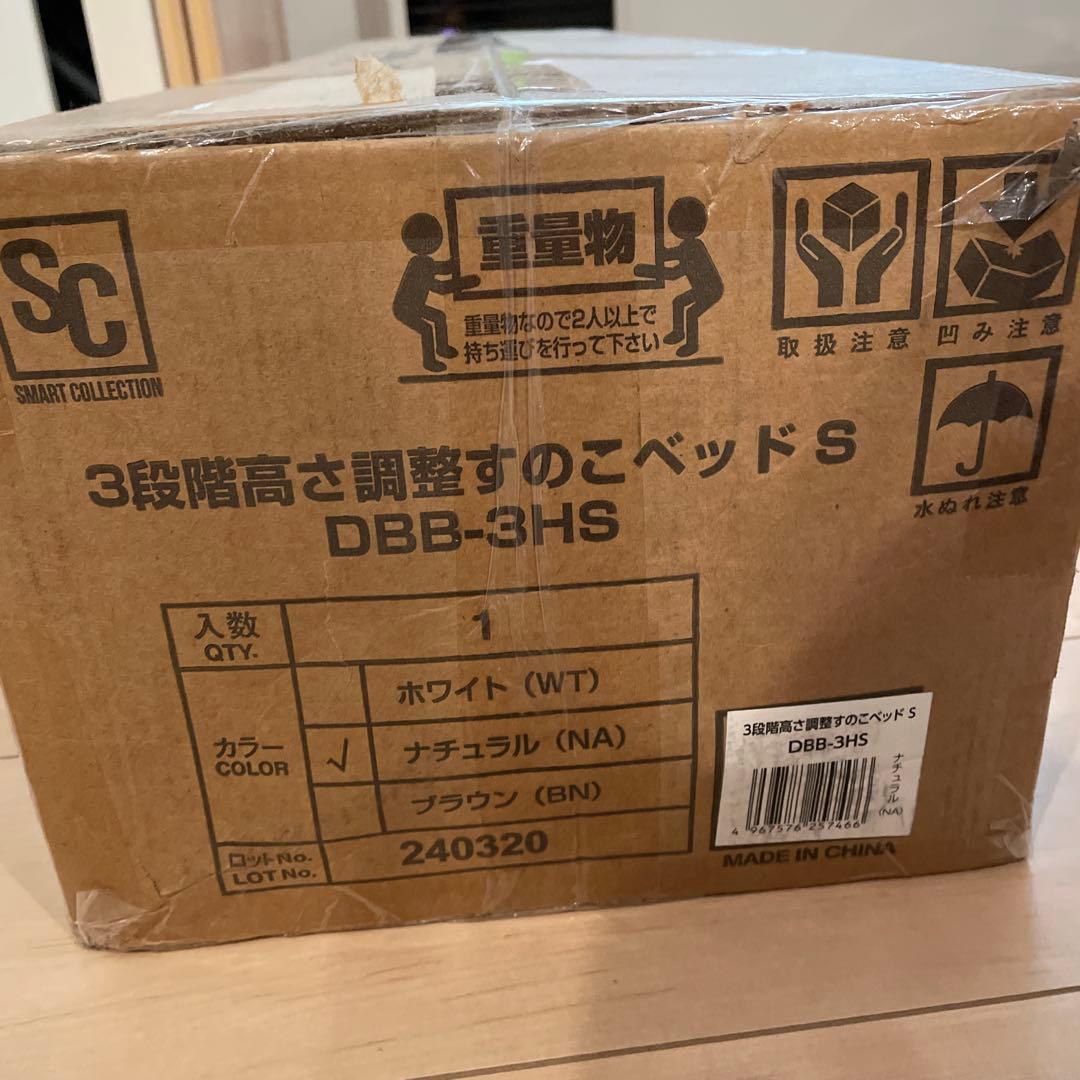 SC
SMART COLLECTION
重量物
重量物なので2人以上で
持ち運びを行って下さい
取扱注意
凹み注意
水ぬれ注意
3段階高さ調整すのこベッド S
DBB-3HS
入数
QTY.
1
カラー
COLOR
ホワイト（WT）
√
ナチュラル（NA）
ブラウン（BN）
ロットNo.
LOT No.
240320
3段階高さ調整すのこベッド S
DBB-3HS
ナチュラル
(NA)
4 967576 257466
MADE IN CHINA